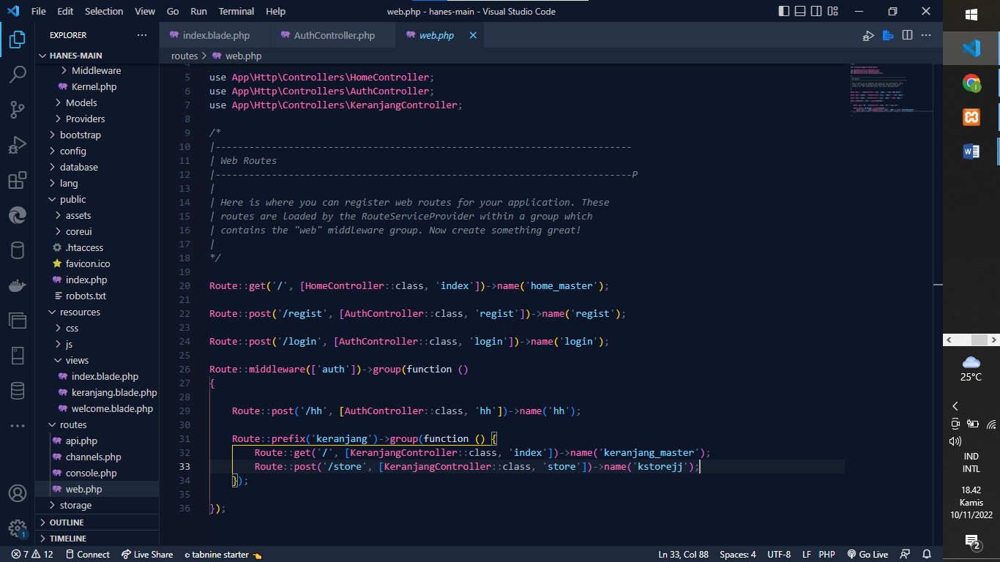 File Edit Selection View Go Run Terminal Help
web.php - hanes-main - Visual Studio Code
EXPLORER
HANES-MAIN
Middleware
Kernel.php
Models
Providers
bootstrap
config
database
lang
public
assets
coreui
.htaccess
favicon.ico
index.php
robots.txt
resources
css
js
views
index.blade.php
keranjang.blade.php
welcome.blade.php
routes
api.php
channels.php
console.php
web.php
storage
OUTLINE
TIMELINE
1
index.blade.php AuthController.php web.php
routes > web.php
4
5 use App\Http\Controllers\HomeController;
6 use App\Http\Controllers\AuthController;
7 use App\Http\Controllers\KeranjangController;
8
9 /*
10 |--------------------------------------------------------------------------
11 | Web Routes
12 |--------------------------------------------------------------------------P
13 |
14 | Here is where you can register web routes for your application. These
15 | routes are loaded by the RouteServiceProvider within a group which
16 | contains the "web" middleware group. Now create something great!
17 |
18 */
19
20 Route::get('/', [HomeController::class, 'index'])->name('home_master');
21
22 Route::post('/regist', [AuthController::class, 'regist'])->name('regist');
23
24 Route::post('/login', [AuthController::class, 'login'])->name('login');
25
26 Route::middleware(['auth'])->group(function ()
27 {
28
29 Route::post('/hh', [AuthController::class, 'hh'])->name('hh');
30
31 Route::prefix('keranjang')->group(function () {
32 Route::get('/', [KeranjangController::class, 'index'])->name('keranjang_master');
33 Route::post('/store', [KeranjangController::class, 'store'])->name('kstorejj');
34 });
35
36 });
7 12 Connect Live Share tabnine starter
Ln 33, Col 88 Spaces: 4 UTF-8 LF PHP Go Live
25°C
IND
INTL
18.42
Kamis
10/11/2022
2